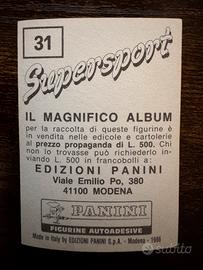 31
Supersport
IL MAGNIFICO ALBUM
per la raccolta di queste figurine è
in vendita nelle edicole e cartolerie
al prezzo propaganda di L. 500. Chi
non lo trovasse può richiederlo invian-
do L. 500 in francobolli a:
EDIZIONI PANINI
Viale Emilio Po, 380
41100 MODENA
PANINI
FIGURINE AUTOADESIVE
Made in Italy by EDIZIONI PANINI S.p.A. - Modena - 1986
subito